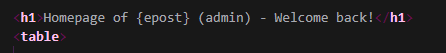 <h1>Homepage of {epost} (admin) - Welcome back!</h1>
<table>